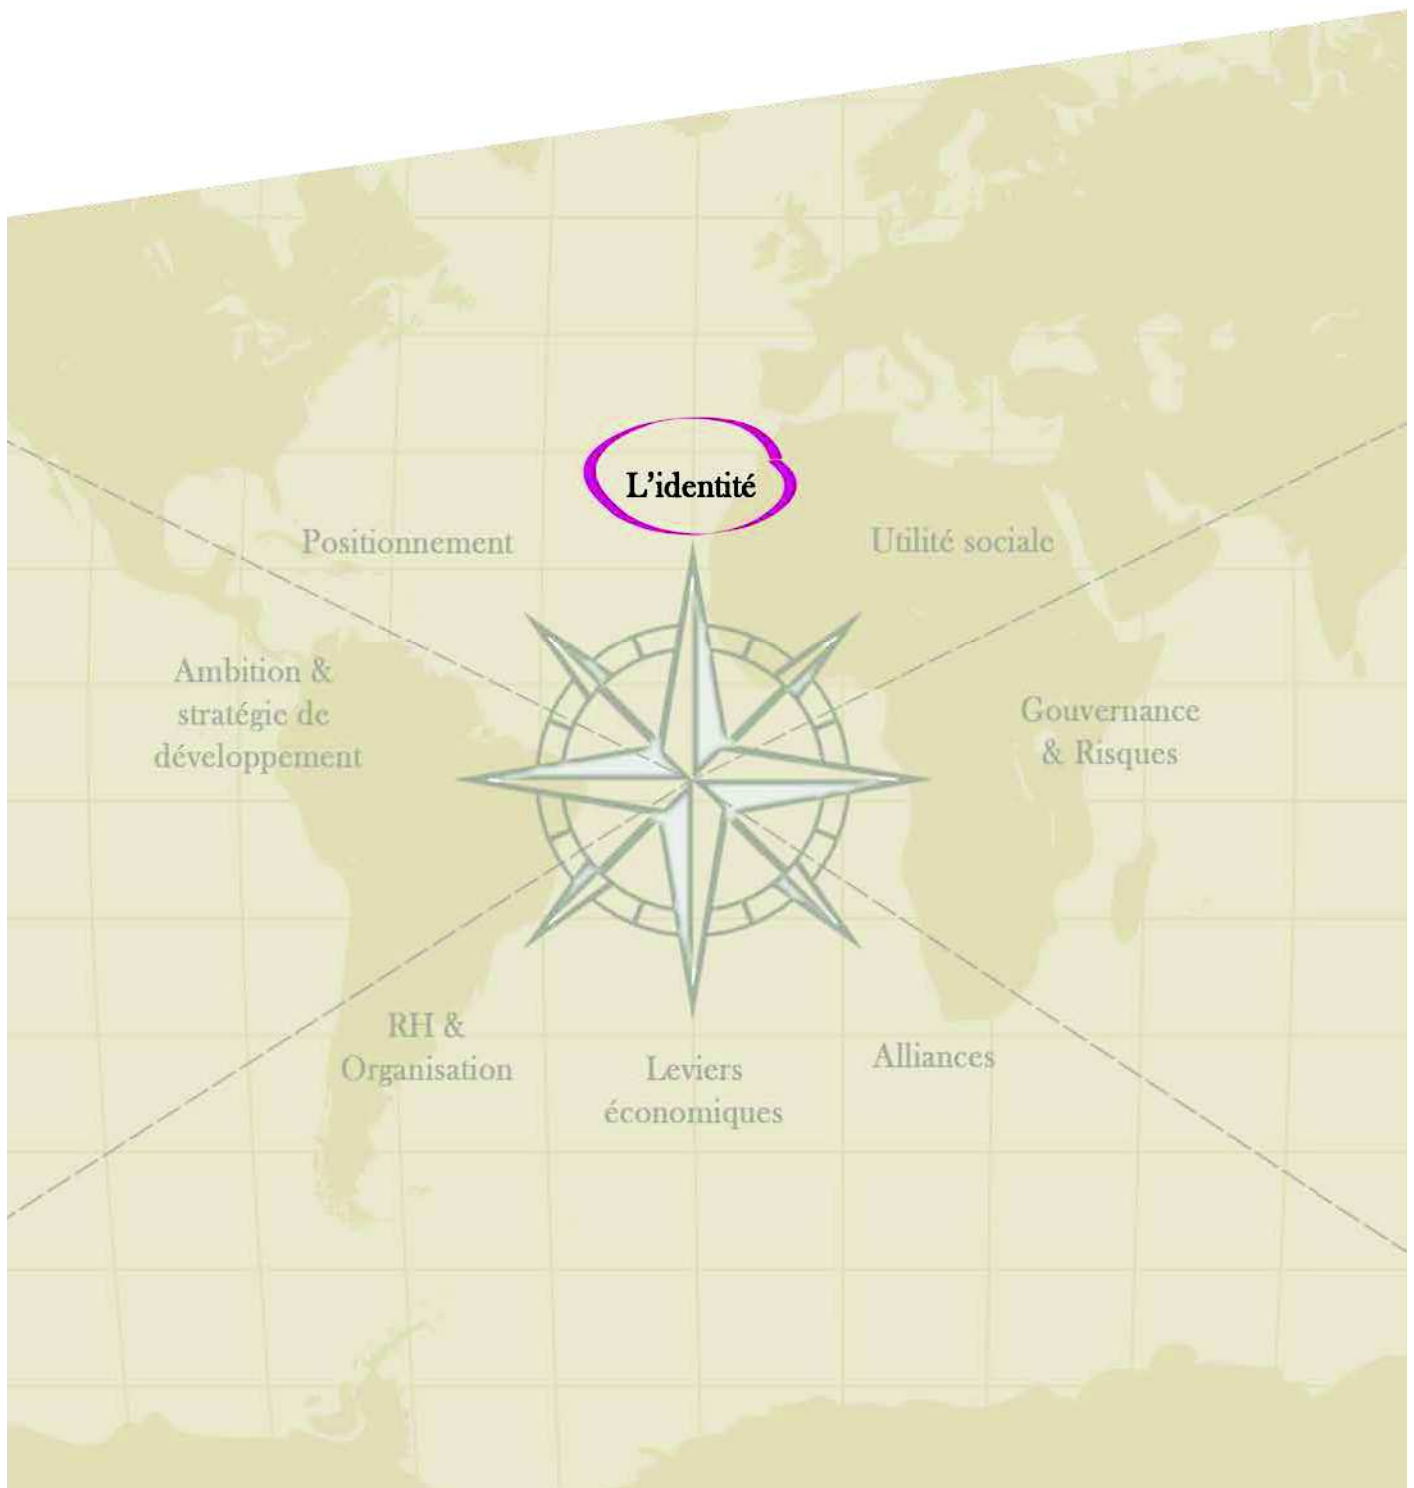 L'identité
Positionnement
Utilité sociale
Ambition &
stratégie de
développement
Gouvernance
& Risques
RH &
Organisation
Leviers
économiques
Alliances